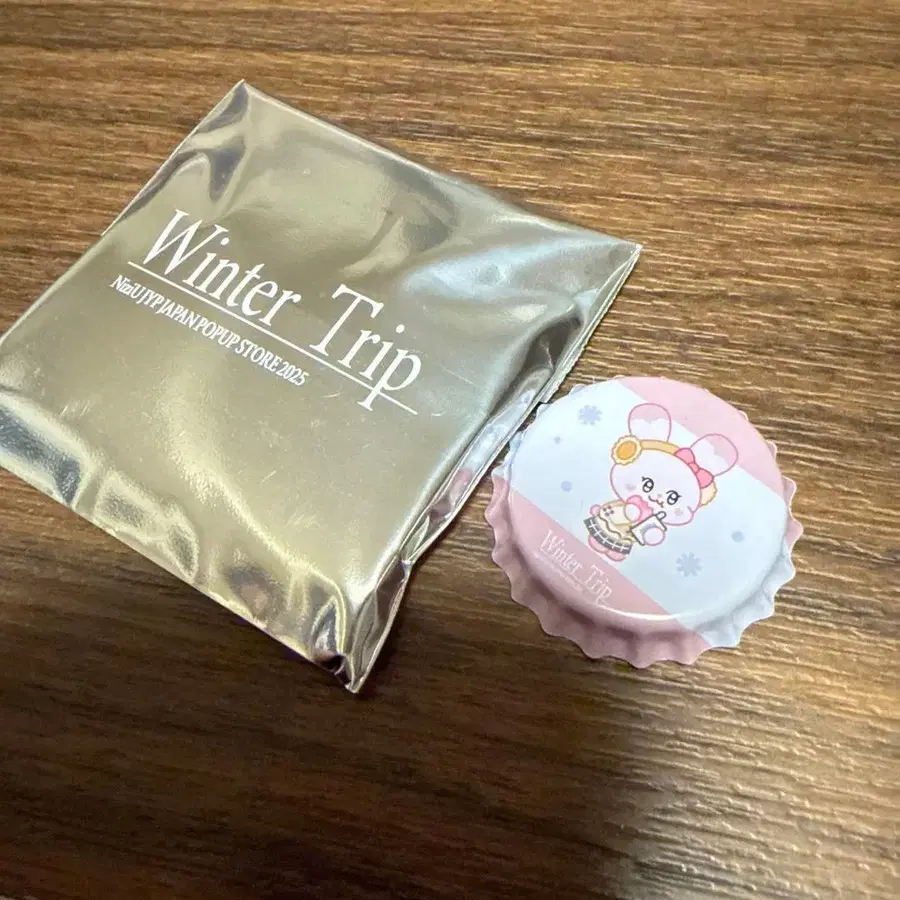 Winter Trip
NiziU JYP JAPAN POPUP STORE 2025
Winter Trip